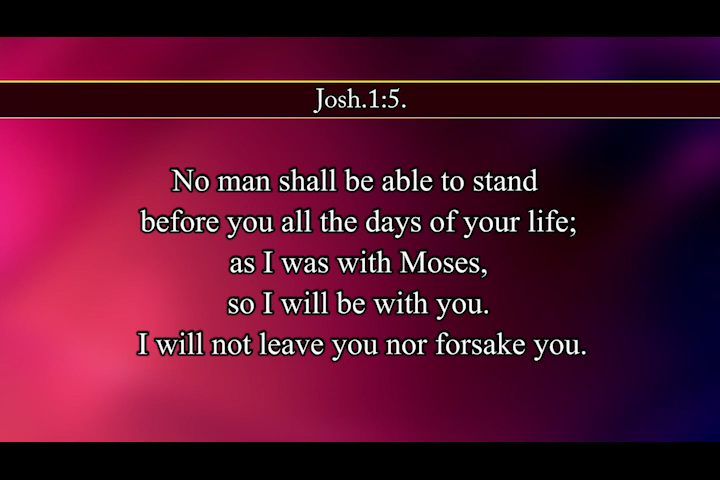 Josh.1:5.
No man shall be able to stand
before you all the days of your life;
as I was with Moses,
so I will be with you.
I will not leave you nor forsake you.